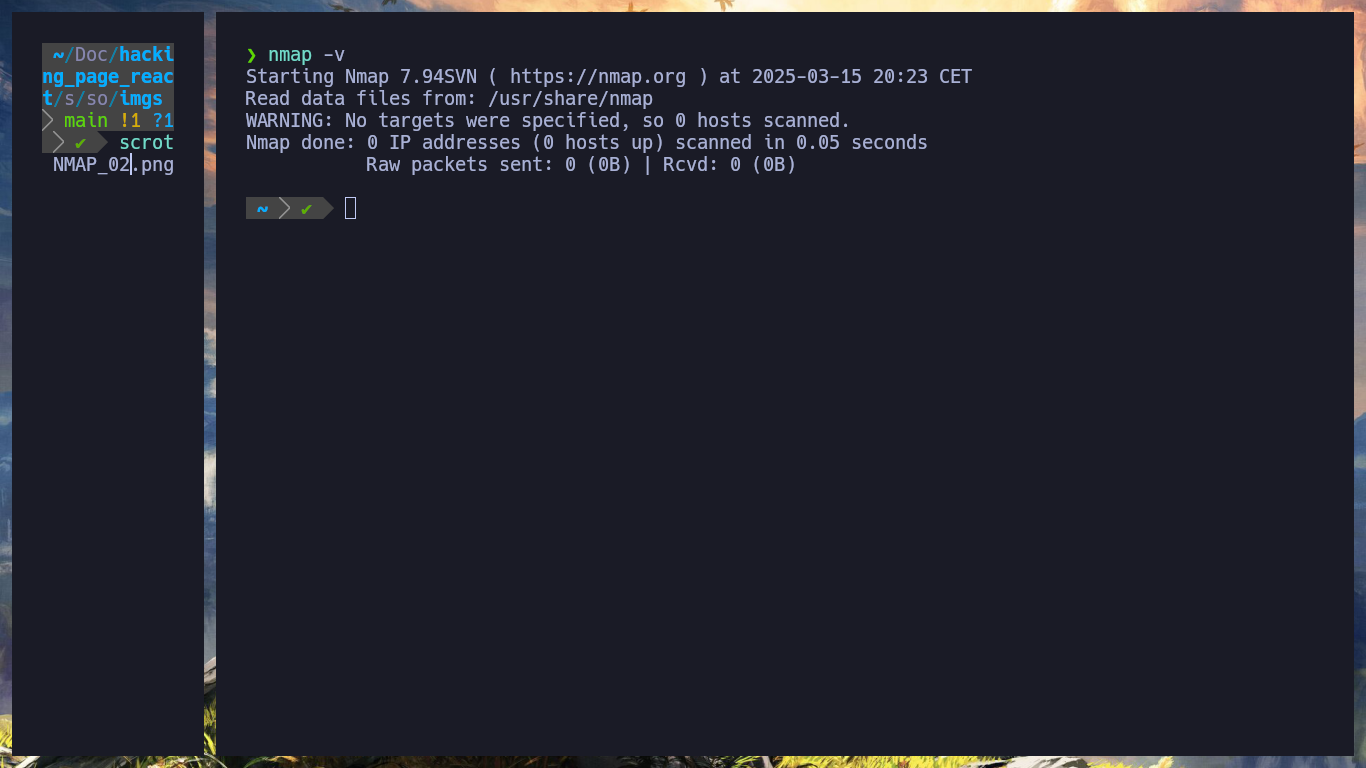 ~/Doc/hacki
ng_page_reac
t/s/so/imgs
main !1 ?1
✔ scrot
NMAP_02.png
❯ nmap -v
Starting Nmap 7.94SVN ( https://nmap.org ) at 2025-03-15 20:23 CET
Read data files from: /usr/share/nmap
WARNING: No targets were specified, so 0 hosts scanned.
Nmap done: 0 IP addresses (0 hosts up) scanned in 0.05 seconds
Raw packets sent: 0 (0B) | Rcvd: 0 (0B)
~ ✔